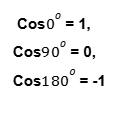 Cos0° = 1,
Cos90° = 0,
Cos180° = -1